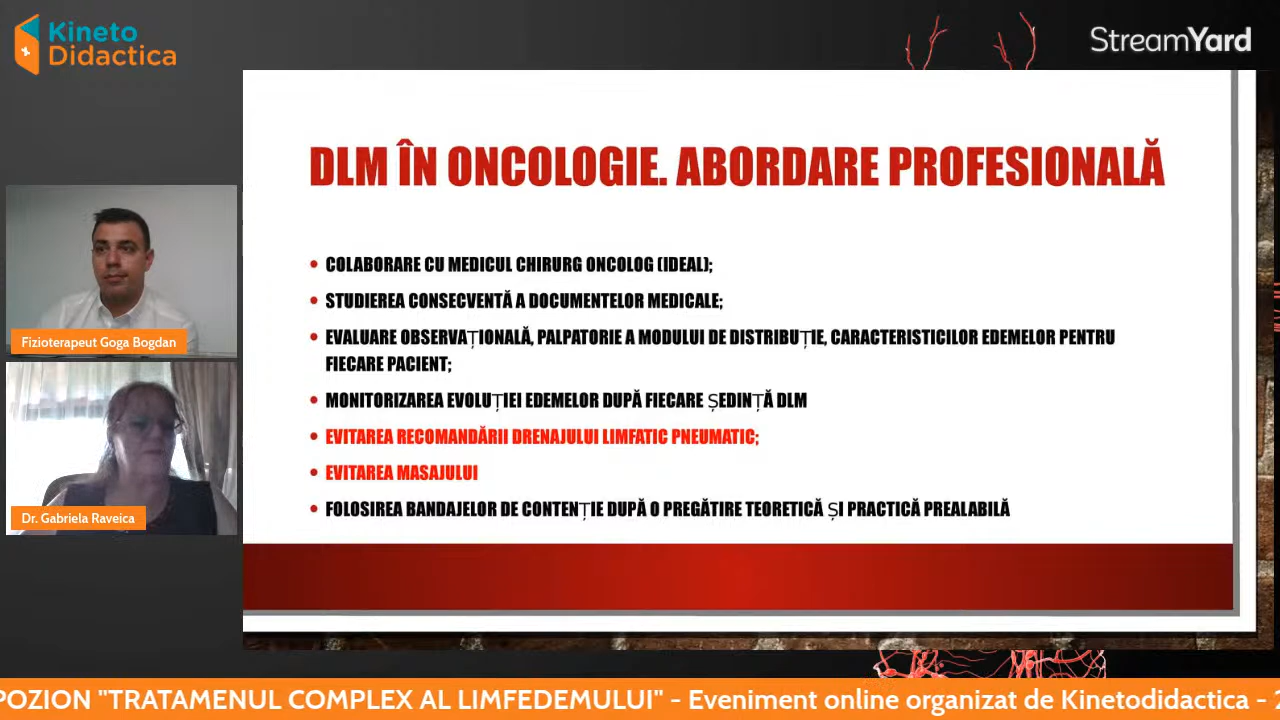 Kineto
Didactica
StreamYard
DLM ÎN ONCOLOGIE. ABORDARE PROFESIONALĂ
• COLABORARE CU MEDICUL CHIRURG ONCOLOG (IDEAL);
• STUDIEREA CONSECVENTĂ A DOCUMENTELOR MEDICALE;
• EVALUARE OBSERVAȚIONALĂ, PALPATORIE A MODULUI DE DISTRIBUȚIE, CARACTERISTICILOR EDEMELOR PENTRU
FIECARE PACIENT;
• MONITORIZAREA EVOLUȚIEI EDEMELOR DUPĂ FIECARE ȘEDINȚĂ DLM
• EVITAREA RECOMANDĂRII DRENAJULUI LIMFATIC PNEUMATIC;
• EVITAREA MASAJULUI
• FOLOSIREA BANDAJELOR DE CONTENȚIE DUPĂ O PREGĂTIRE TEORETICĂ ȘI PRACTICĂ PREALABILĂ
Fizioterapeut Goga Bogdan
Dr. Gabriela Raveica
POZION "TRATAMENUL COMPLEX AL LIMFEDEMULUI" - Eveniment online organizat de Kinetodidactica -